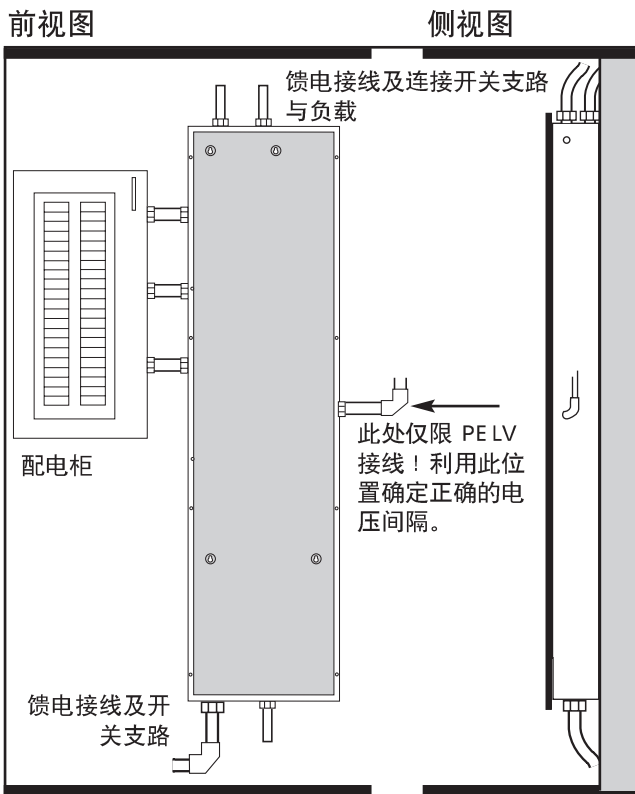 前视图
侧视图
馈电接线及连接开关支路
与负载
配电柜
此处仅限 PELV
接线！利用此位
置确定正确的电
压间隔。
馈电接线及开
关支路